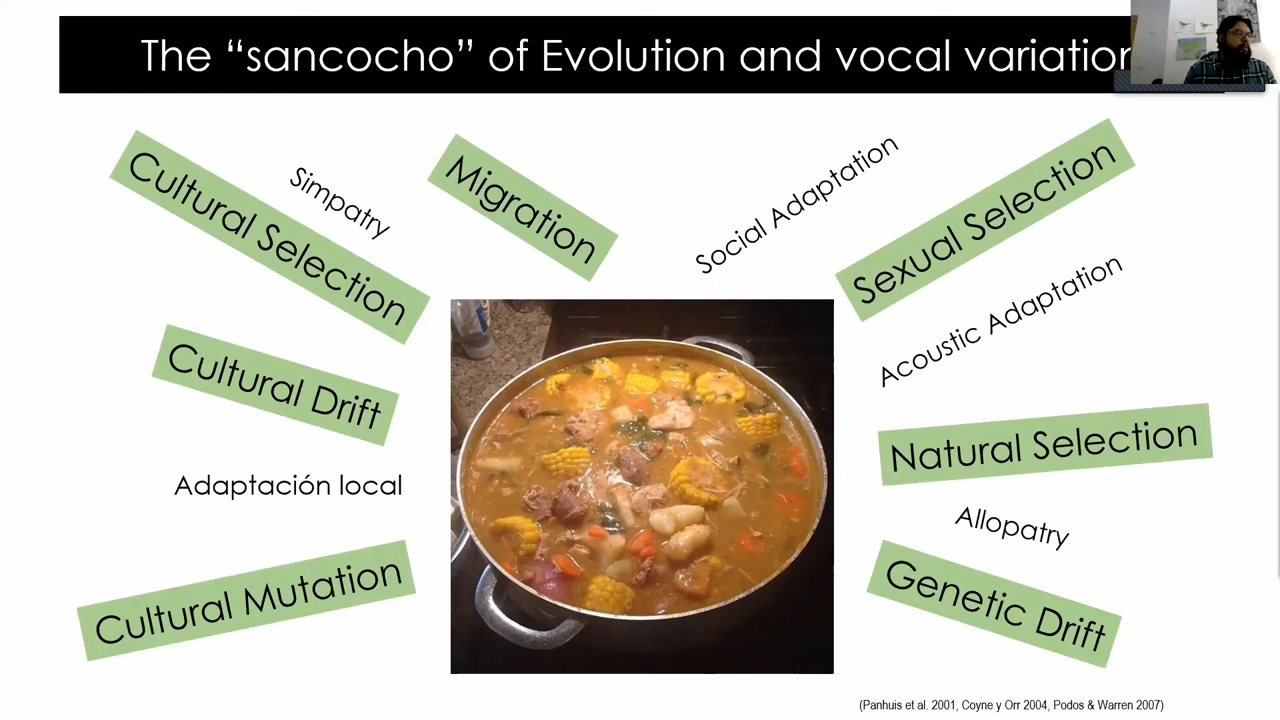 The “sancocho” of Evolution and vocal variation
Cultural Selection
Simpatry
Migration
Social Adaptation
Sexual Selection
Acoustic Adaptation
Cultural Drift
Natural Selection
Adaptación local
Allopatry
Cultural Mutation
Genetic Drift
(Panhuis et al. 2001, Coyne y Orr 2004, Podos & Warren 2007)